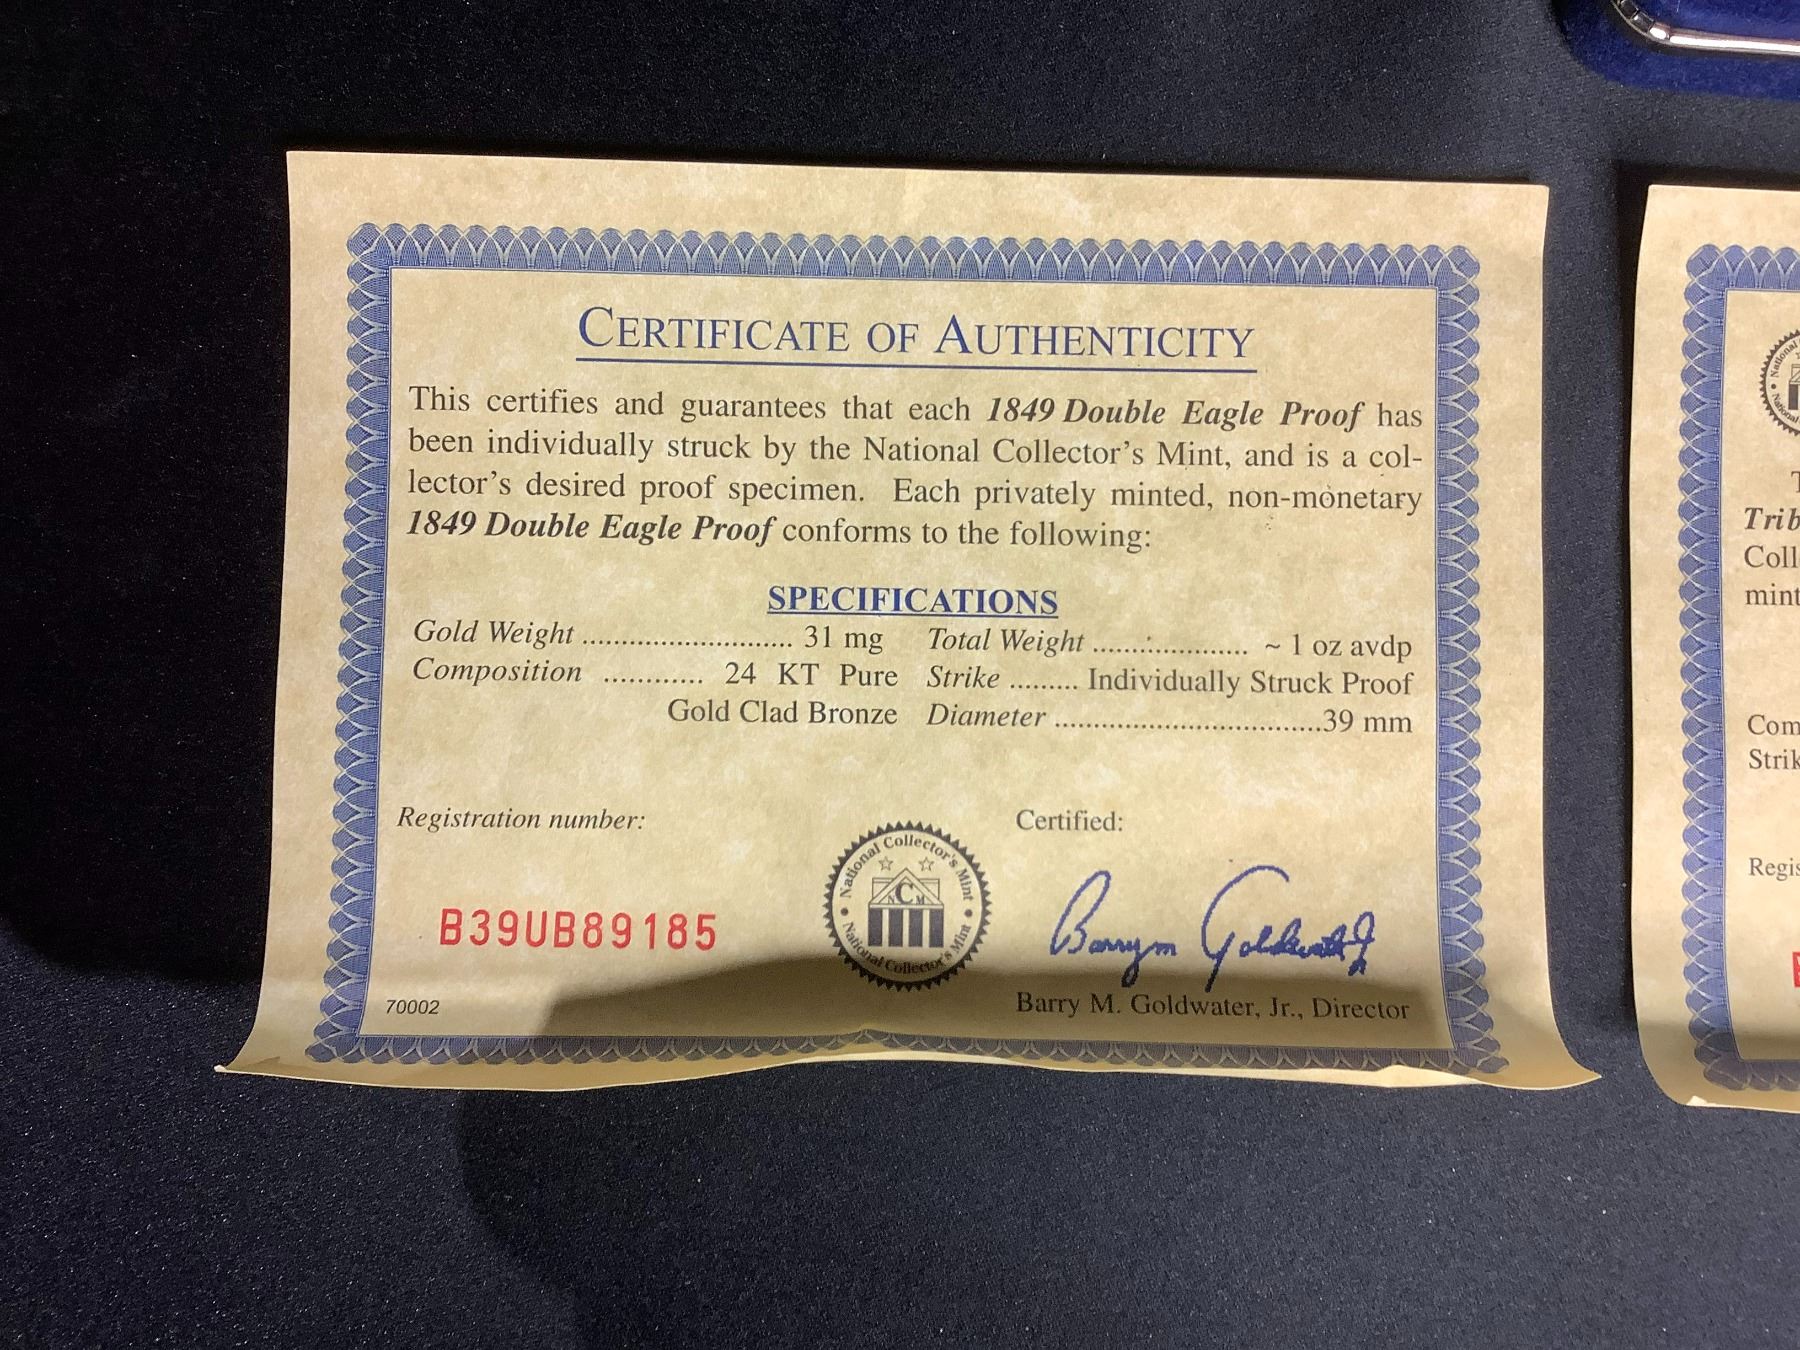 CERTIFICATE OF AUTHENTICITY
This certifies and guarantees that each 1849 Double Eagle Proof has
been individually struck by the National Collector's Mint, and is a col-
lector's desired proof specimen. Each privately minted, non-monetary
1849 Double Eagle Proof conforms to the following:
SPECIFICATIONS
Gold Weight ........................... 31 mg
Composition ............ 24 KT Pure
Gold Clad Bronze
Total Weight .................... ~ 1 oz avdp
Strike ......... Individually Struck Proof
Diameter ..................................39 mm
Registration number:
B39UB89185
70002
National Collector's Mint • National Collector's Mint •
NCM
Certified:
Barry M Goldwater Jr
Barry M. Goldwater, Jr., Director
National
Trib
Coll
mint
Com
Strik
Regis